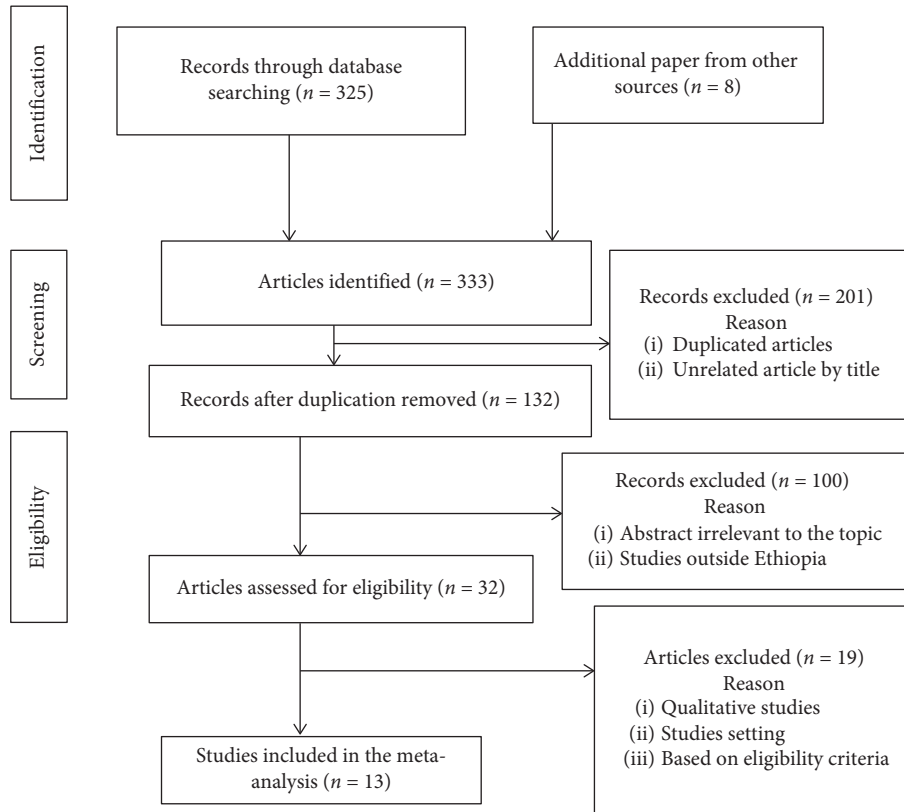 Identification
Records through database
searching (n = 325)
Additional paper from other
sources (n = 8)
Screening
Articles identified (n = 333)
Records excluded (n = 201)
Reason
(i) Duplicated articles
(ii) Unrelated article by title
Records after duplication removed (n = 132)
Eligibility
Records excluded (n = 100)
Reason
(i) Abstract irrelevant to the topic
(ii) Studies outside Ethiopia
Articles assessed for eligibility (n = 32)
Articles excluded (n = 19)
Reason
(i) Qualitative studies
(ii) Studies setting
(iii) Based on eligibility criteria
Studies included in the meta-
analysis (n = 13)